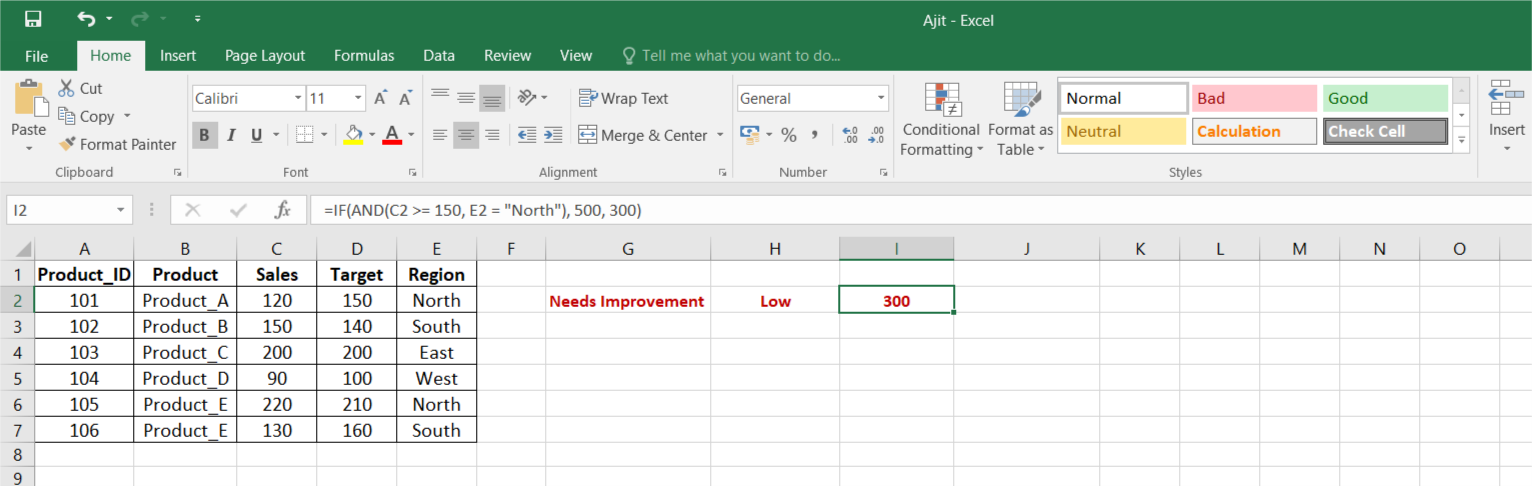 Ajit - Excel
File Home Insert Page Layout Formulas Data Review View Tell me what you want to do...
Paste Cut Copy Format Painter Clipboard
Calibri 11 A A B I U A Font
Wrap Text Merge & Center Alignment
General % , .00 .00 Number
Conditional Formatting Format as Table
Normal Bad Good
Neutral Calculation Check Cell
Styles
Insert
I2 fx =IF(AND(C2 >= 150, E2 = "North"), 500, 300)
A B C D E F G H I J K L M N O
1 Product_ID Product Sales Target Region
2 101 Product_A 120 150 North Needs Improvement Low 300
3 102 Product_B 150 140 South
4 103 Product_C 200 200 East
5 104 Product_D 90 100 West
6 105 Product_E 220 210 North
7 106 Product_E 130 160 South
8
9